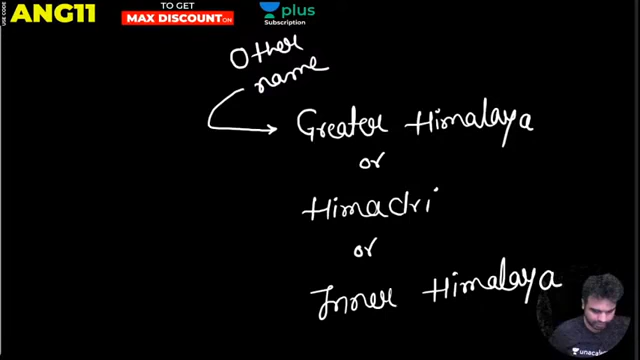 USE CODE
ANG11
TO GET
MAX DISCOUNT ON
plus
Subscription
Other
name
Greater Himalaya
or
Himadri
or
Inner Himalaya